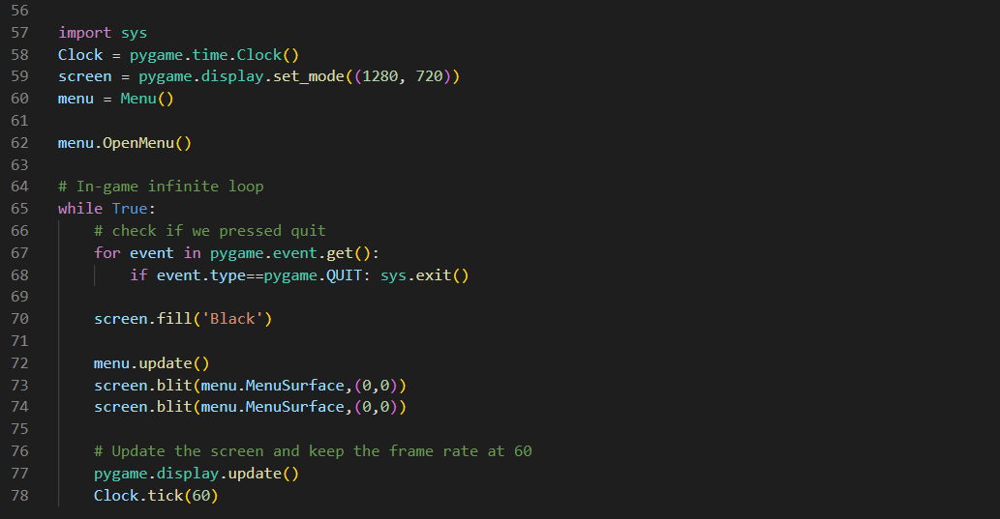 56
57 import sys
58 Clock = pygame.time.Clock()
59 screen = pygame.display.set_mode((1280, 720))
60 menu = Menu()
61
62 menu.OpenMenu()
63
64 # In-game infinite loop
65 while True:
66     # check if we pressed quit
67     for event in pygame.event.get():
68         if event.type==pygame.QUIT: sys.exit()
69
70     screen.fill('Black')
71
72     menu.update()
73     screen.blit(menu.MenuSurface,(0,0))
74     screen.blit(menu.MenuSurface,(0,0))
75
76     # Update the screen and keep the frame rate at 60
77     pygame.display.update()
78     Clock.tick(60)